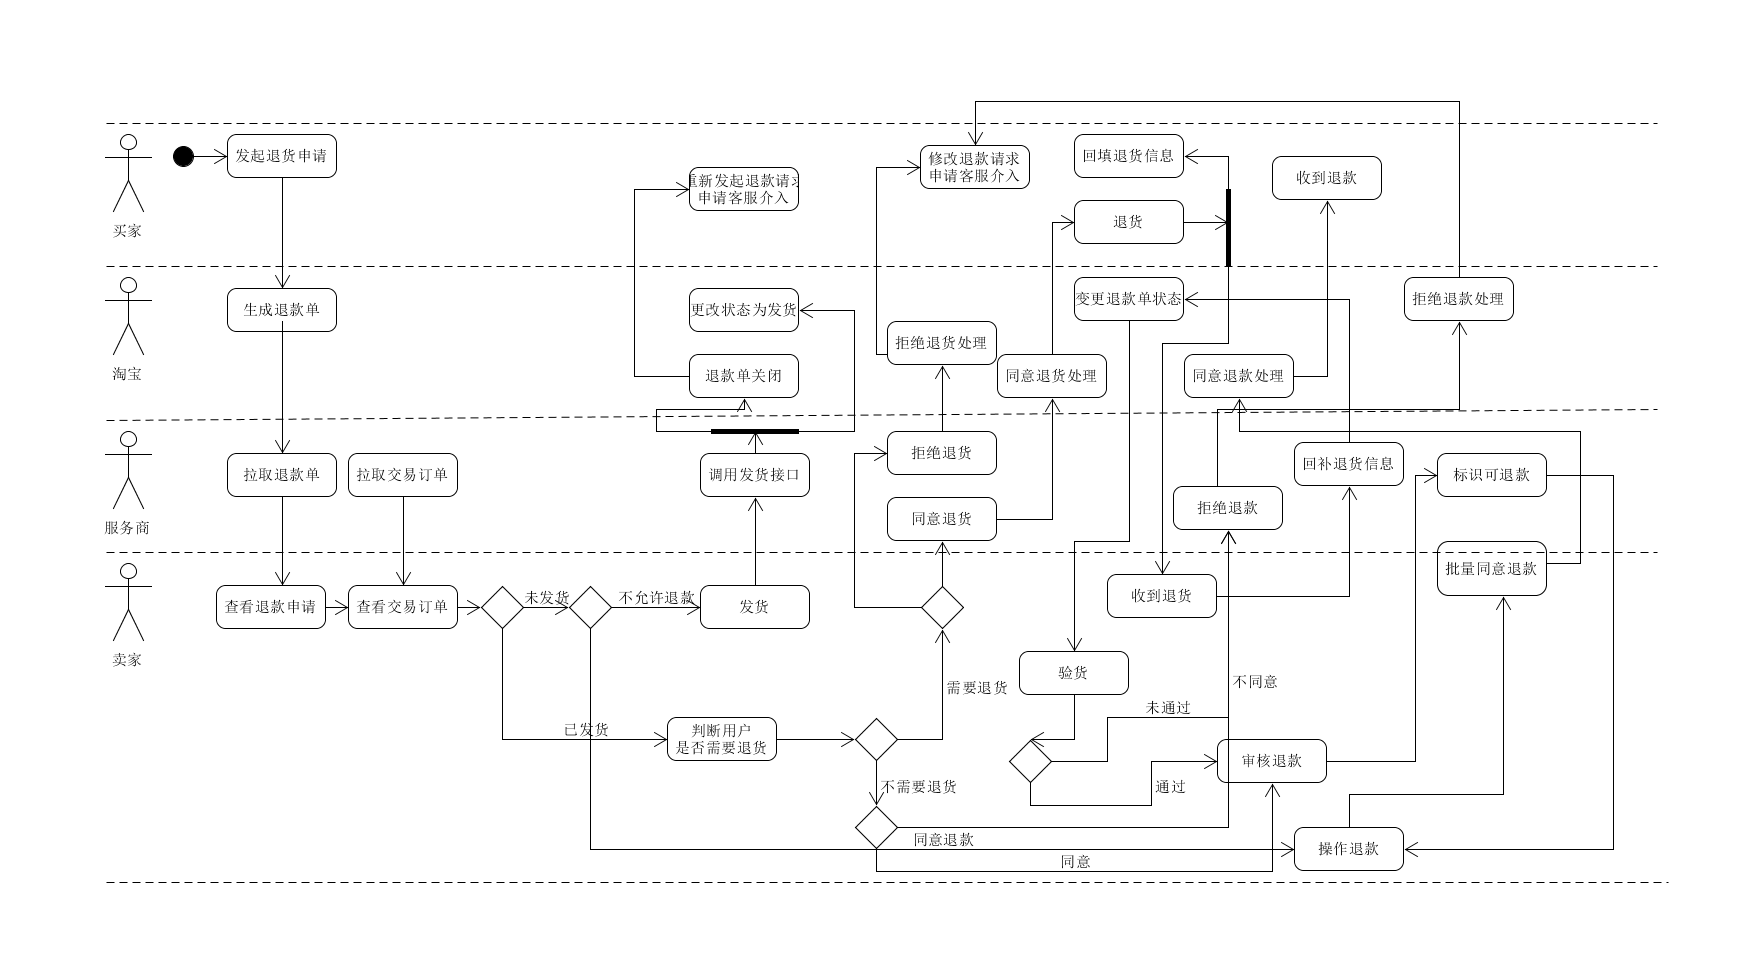 买家
发起退货申请
重新发起退款请求
申请客服介入
修改退款请求
申请客服介入
回填退货信息
退货
收到退款
淘宝
生成退款单
更改状态为发货
退款单关闭
拒绝退货处理
同意退货处理
变更退款单状态
同意退款处理
拒绝退款处理
服务商
拉取退款单
拉取交易订单
调用发货接口
拒绝退货
同意退货
拒绝退款
回补退货信息
标识可退款
批量同意退款
卖家
查看退款申请
查看交易订单
未发货
不允许退款
发货
收到退货
已发货
判断用户
是否需要退货
需要退货
不需要退货
验货
不同意
未通过
通过
审核退款
同意退款
同意
操作退款